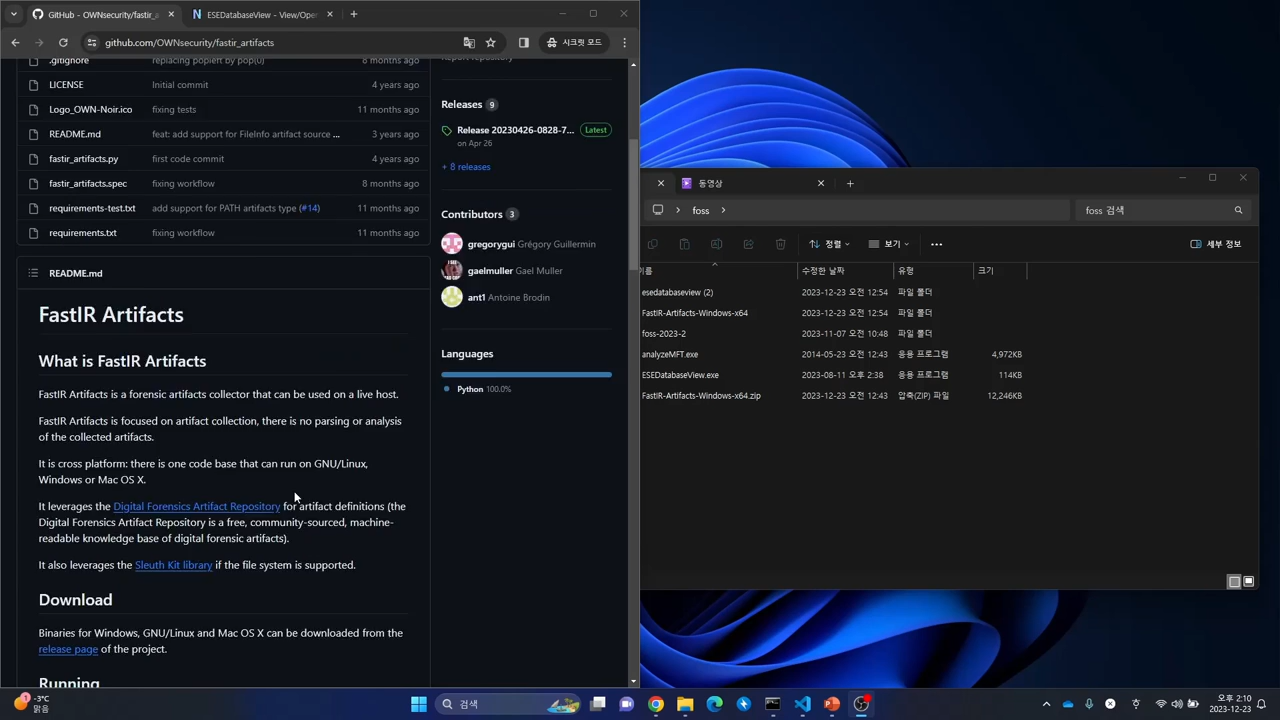 GitHub - OWNsecurity/fastir_a
ESEDatabaseView - View/Open
github.com/OWNsecurity/fastir_artifacts
시크릿 모드
.gitignore replacing popleft by pop(0) 8 months ago
LICENSE Initial commit 4 years ago
Logo_OWN-Noir.ico fixing tests 11 months ago
README.md feat: add support for FileInfo artifact source ... 3 years ago
fastir_artifacts.py first code commit 4 years ago
fastir_artifacts.spec fixing workflow 8 months ago
requirements-test.txt add support for PATH artifacts type (#14) 11 months ago
requirements.txt fixing workflow 11 months ago
README.md
FastIR Artifacts
What is FastIR Artifacts
FastIR Artifacts is a forensic artifacts collector that can be used on a live host.
FastIR Artifacts is focused on artifact collection, there is no parsing or analysis
of the collected artifacts.
It is cross platform: there is one code base that can run on GNU/Linux,
Windows or Mac OS X.
It leverages the Digital Forensics Artifact Repository for artifact definitions (the
Digital Forensics Artifact Repository is a free, community-sourced, machine-
readable knowledge base of digital forensic artifacts).
It also leverages the Sleuth Kit library if the file system is supported.
Download
Binaries for Windows, GNU/Linux and Mac OS X can be downloaded from the
release page of the project.
Running
Report repository
Releases 9
Release 20230426-0828-7... Latest
on Apr 26
+ 8 releases
Contributors 3
gregorygui Grégory Guillermin
gaelmuller Gael Muller
ant1 Antoine Brodin
Languages
Python 100.0%
동영상
foss
foss 검색
정렬 보기 세부 정보
이름 수정한 날짜 유형 크기
esedatabaseview (2) 2023-12-23 오전 12:54 파일 폴더
FastIR-Artifacts-Windows-x64 2023-12-23 오전 12:54 파일 폴더
foss-2023-2 2023-11-07 오전 10:48 파일 폴더
analyzeMFT.exe 2014-05-23 오전 12:43 응용 프로그램 4,972KB
ESEDatabaseView.exe 2023-08-11 오후 2:38 응용 프로그램 114KB
FastIR-Artifacts-Windows-x64.zip 2023-12-23 오전 12:43 압축(ZIP) 파일 12,246KB
1
-3°C
맑음
검색
오후 2:10
2023-12-23